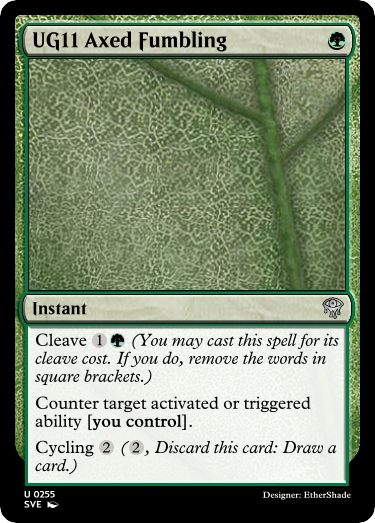 UG11 Axed Fumbling
Instant
Cleave 1 (You may cast this spell for its
cleave cost. If you do, remove the words in
square brackets.)
Counter target activated or triggered
ability [you control].
Cycling 2 (2, Discard this card: Draw a
card.)
U 0255
SVE
Designer: EtherShade